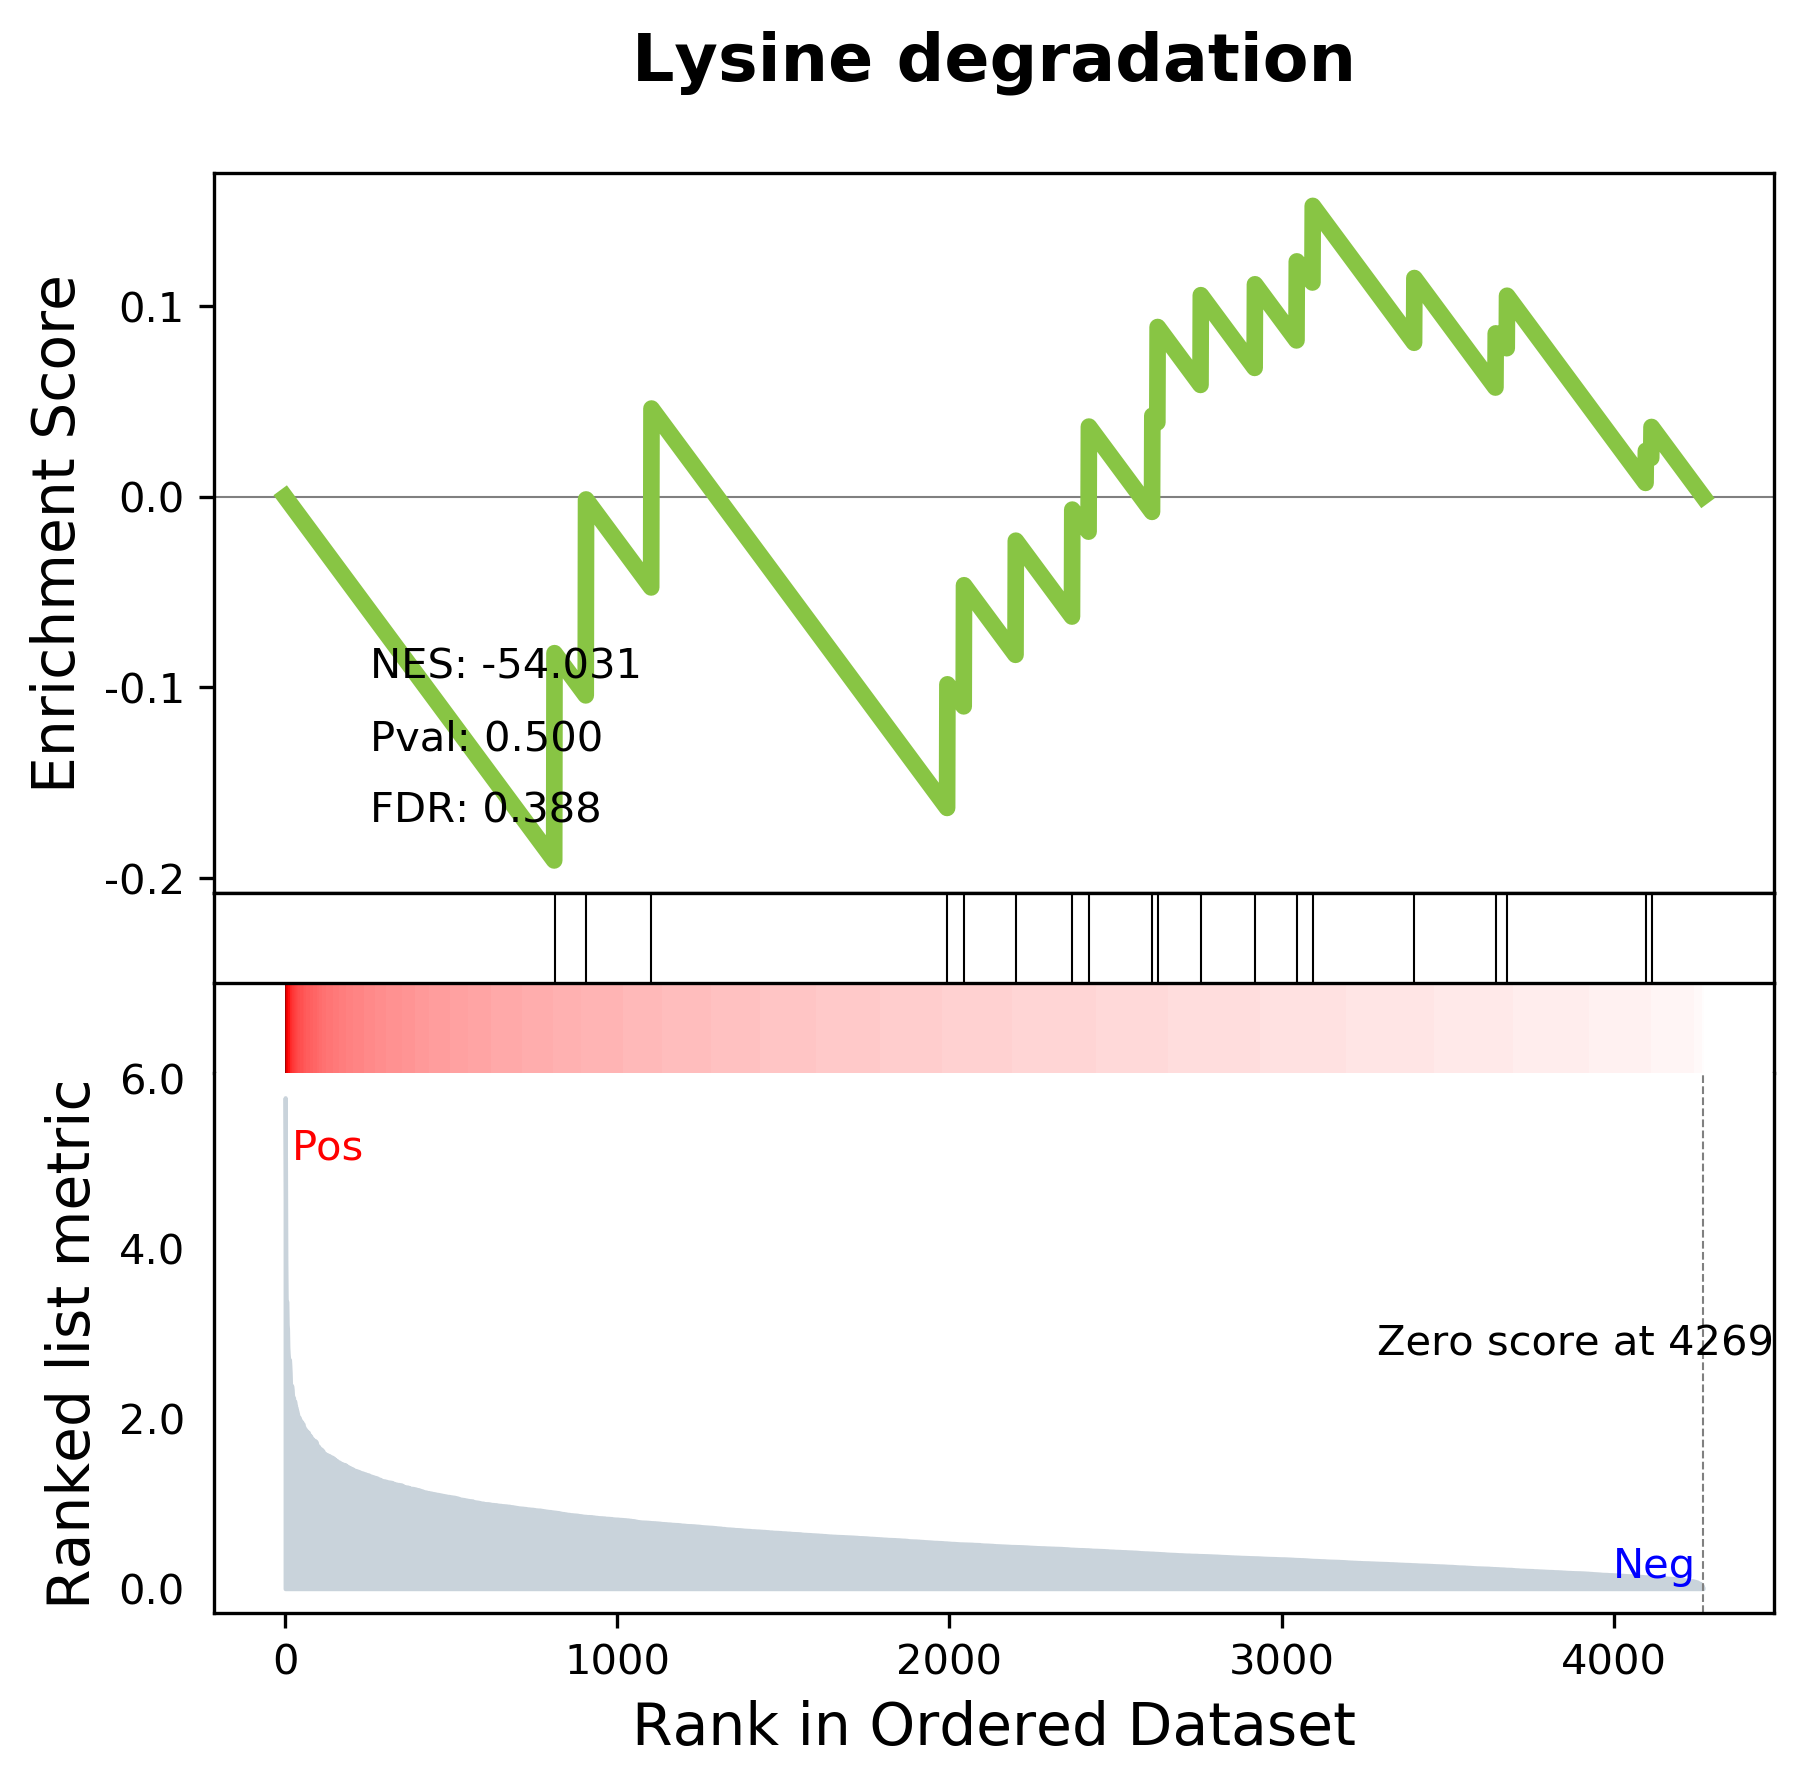 Lysine degradation
Enrichment Score
0.1
0.0
-0.1
-0.2
NES: -54.031
Pval: 0.500
FDR: 0.388
Ranked list metric
6.0
4.0
2.0
0.0
Pos
Zero score at 4269
Neg
0 1000 2000 3000 4000
Rank in Ordered Dataset